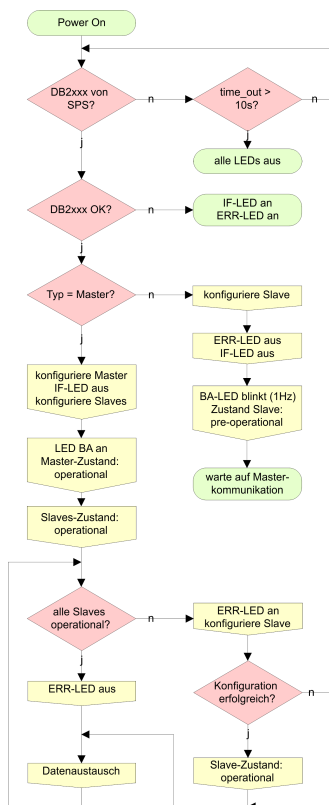 Power On
DB2xxx von
SPS?
n
time_out >
10s?
n
j
j
alle LEDs aus
DB2xxx OK?
n
IF-LED an
ERR-LED an
j
Typ = Master?
n
konfiguriere Slave
j
ERR-LED aus
IF-LED aus
konfiguriere Master
IF-LED aus
konfiguriere Slaves
BA-LED blinkt (1Hz)
Zustand Slave:
pre-operational
LED BA an
Master-Zustand:
operational
warte auf Master-
kommunikation
Slaves-Zustand:
operational
alle Slaves
operational?
n
ERR-LED an
konfiguriere Slave
j
ERR-LED aus
Konfiguration
erfolgreich?
n
j
Datenaustausch
Slave-Zustand:
operational